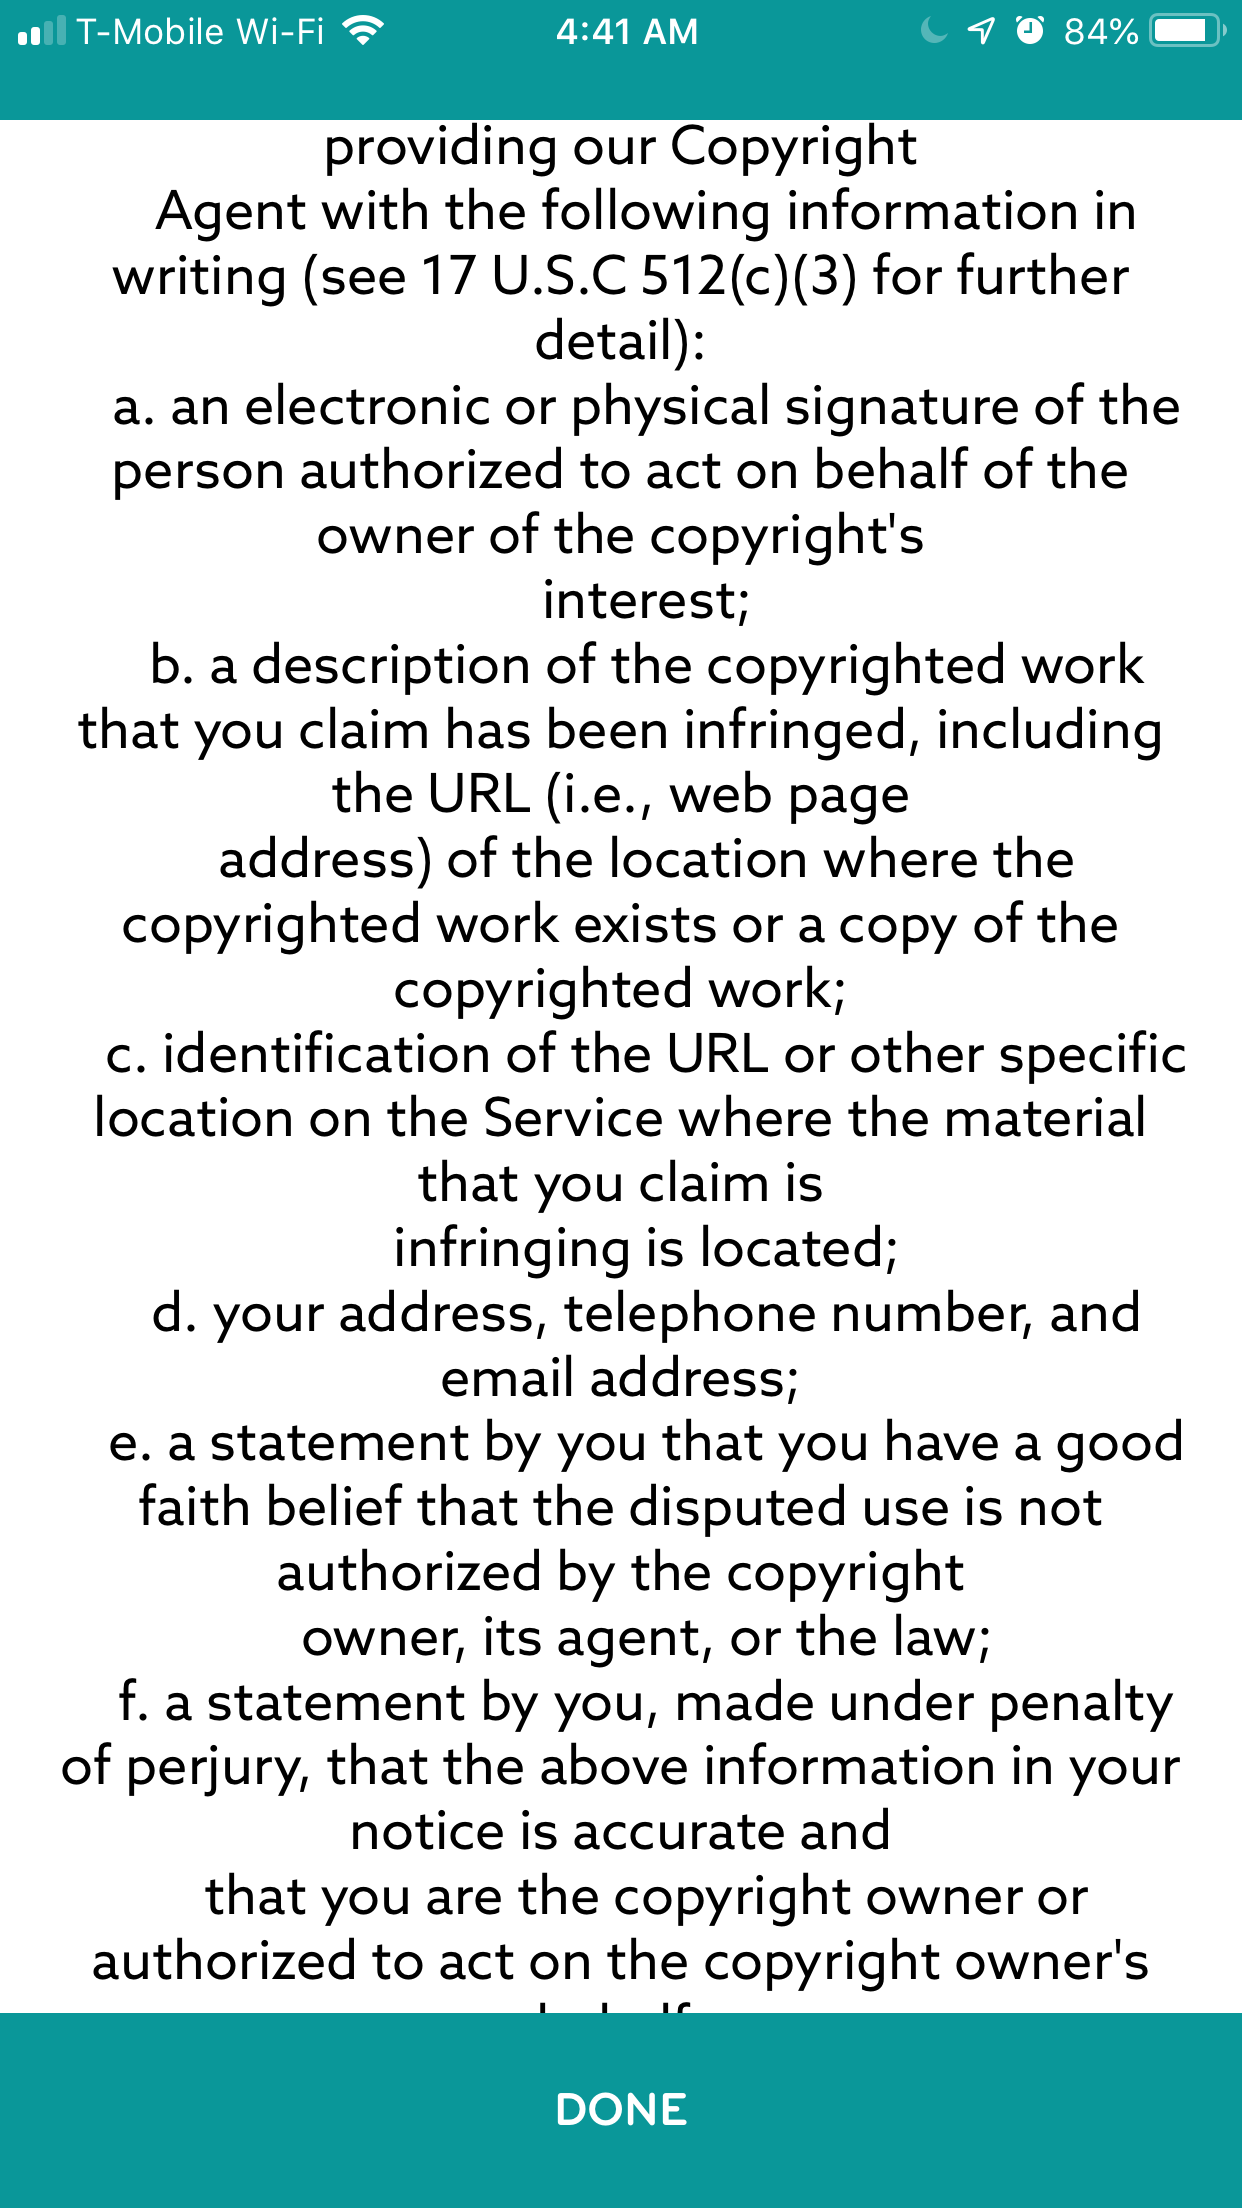 T-Mobile Wi-Fi 4:41 AM 84%
providing our Copyright
Agent with the following information in
writing (see 17 U.S.C 512(c)(3) for further
detail):
a. an electronic or physical signature of the
person authorized to act on behalf of the
owner of the copyright's
interest;
b. a description of the copyrighted work
that you claim has been infringed, including
the URL (i.e., web page
address) of the location where the
copyrighted work exists or a copy of the
copyrighted work;
c. identification of the URL or other specific
location on the Service where the material
that you claim is
infringing is located;
d. your address, telephone number, and
email address;
e. a statement by you that you have a good
faith belief that the disputed use is not
authorized by the copyright
owner, its agent, or the law;
f. a statement by you, made under penalty
of perjury, that the above information in your
notice is accurate and
that you are the copyright owner or
authorized to act on the copyright owner's
DONE